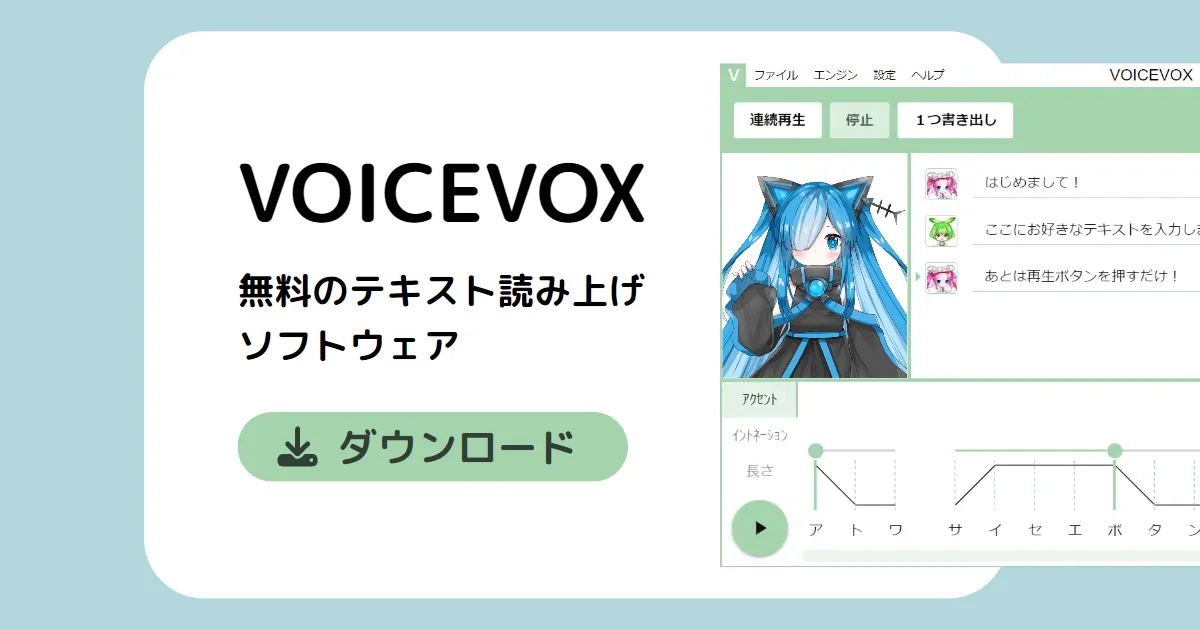 VOICEVOX
無料のテキスト読み上げ
ソフトウェア
ダウンロード
V ファイル エンジン 設定 ヘルプ VOICEVOX
連続再生 停止 1つ書き出し
はじめまして！
ここにお好きなテキストを入力し
あとは再生ボタンを押すだけ！
アクセント
イントネーション
長さ
ア ト ワ サ イ セ エ ボ タ ン